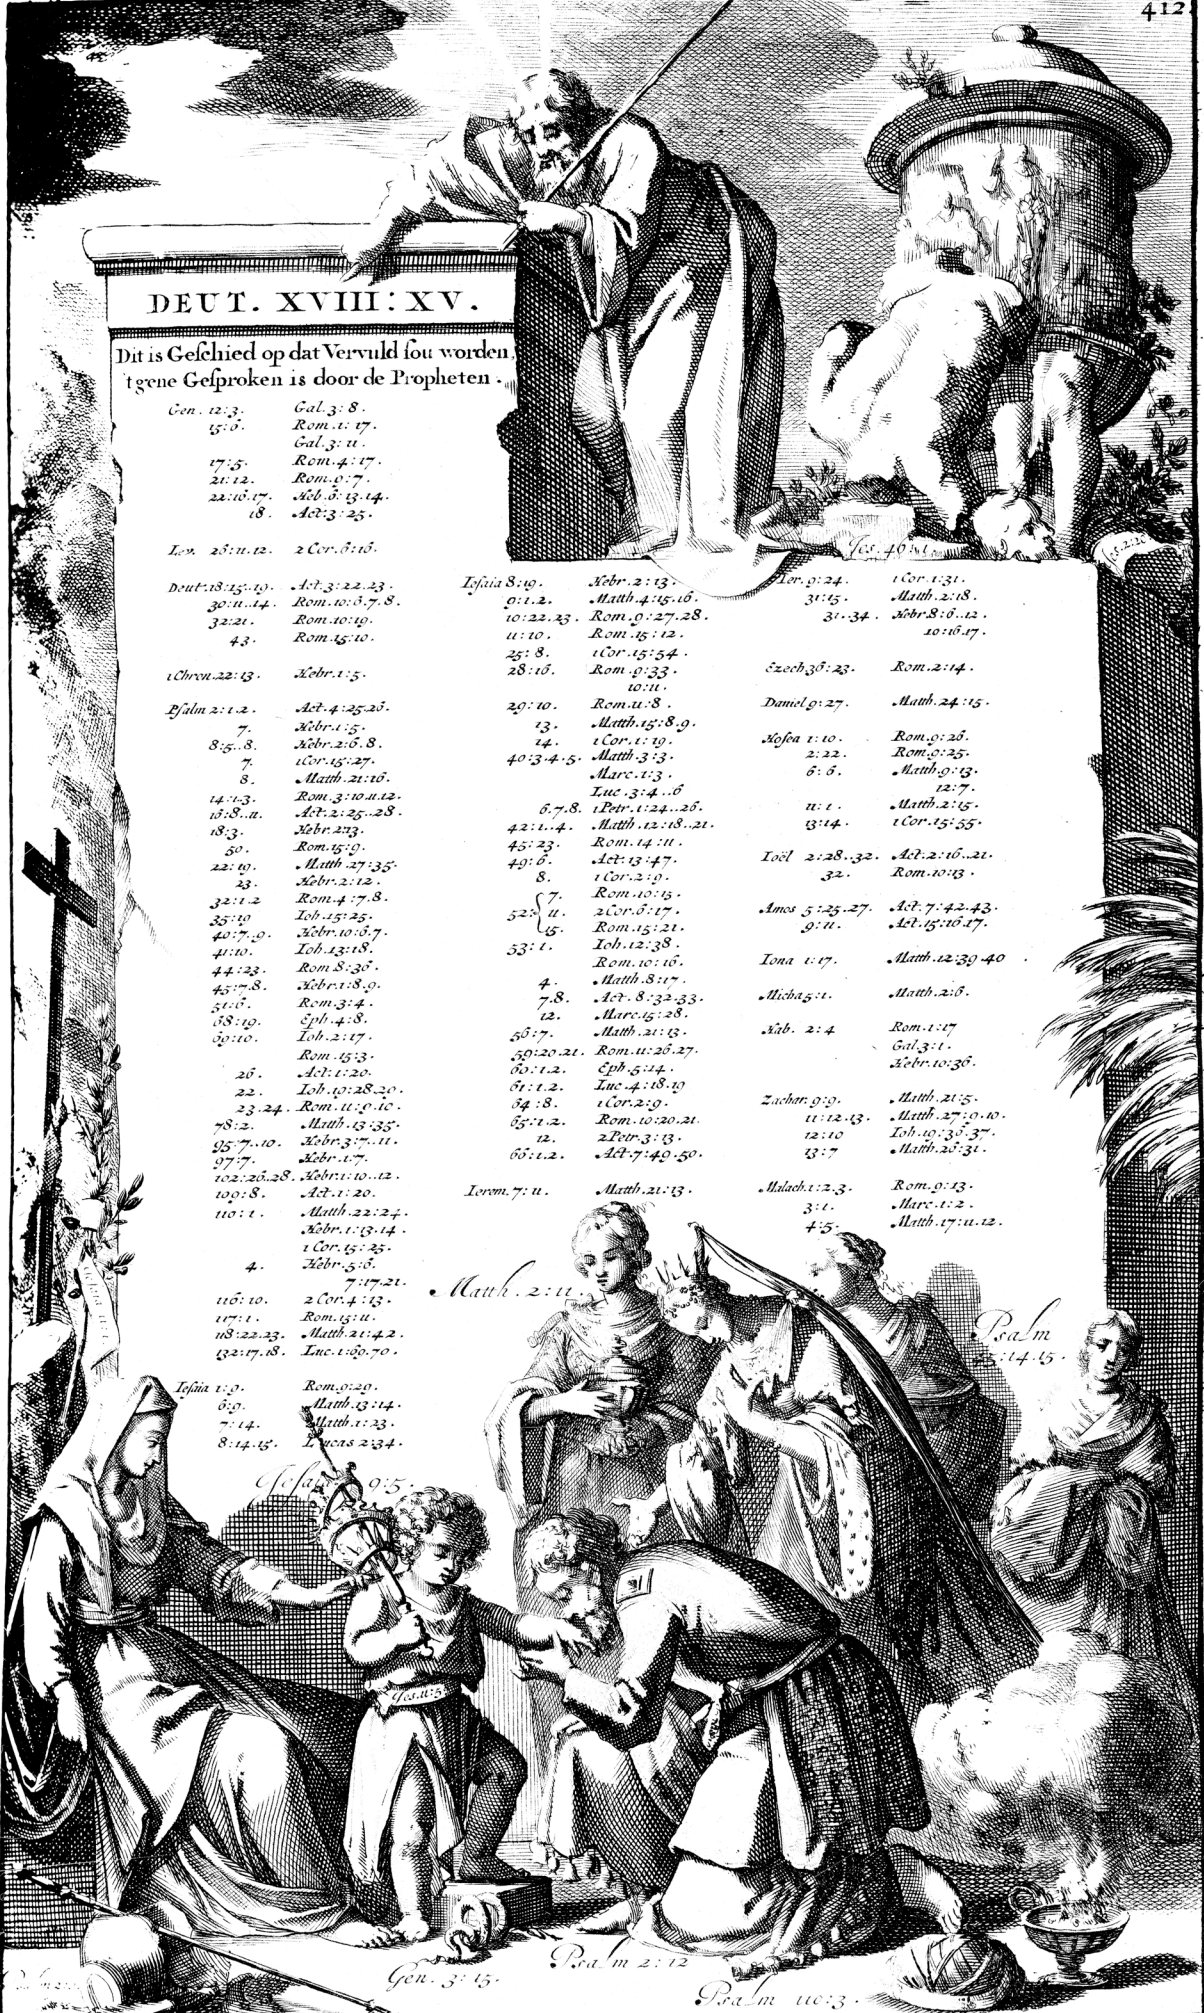 412
DEUT. XVIII: XV.
Dit is Geſchied op dat Vervuld ſou worden,
'tgene Geſproken is door de Propheten.
Gen. 12:3. Gal. 3:8.
15:6. Rom. 1:17.
Gal. 3:11.
17:5. Rom. 4:17.
21:12. Rom. 9:7.
22:16.17. Heb. 6:13.14.
18. Act. 3:25.
Lev. 26:11.12. 2 Cor. 6:16.
Deut. 18:15..19. Act. 3:22.23.
30:11..14. Rom. 10:6.7.8.
32:21. Rom. 10:19.
43. Rom. 15:10.
1 Chron. 22:13. Hebr. 1:5.
Pſalm 2:1.2. Act. 4:25.26.
7. Hebr. 1:5.
8:5..8. Hebr. 2:6.8.
7. 1 Cor. 15:27.
8. Matth. 21:16.
14:1.3. Rom. 3:10.11.12.
16:8..11. Act. 2:25..28.
18:3. Hebr. 2:13.
50. Rom. 15:9.
22:19. Matth. 27:35.
23. Hebr. 2:12.
32:1.2 Rom. 4:7.8.
35:19 Ioh. 15:25.
40:7..9. Hebr. 10:6.7.
41:10. Ioh. 13:18.
44:23. Rom. 8:36.
45:7.8. Hebr. 1:8.9.
51:6. Rom. 3:4.
68:19. Eph. 4:8.
69:10. Ioh. 2:17.
Rom. 15:3.
26. Act. 1:20.
22. Ioh. 19:28.29.
23.24. Rom. 11:9.10.
78:2. Matth. 13:35.
95:7..10. Hebr. 3:7..11.
97:7. Hebr. 1:7.
102:26..28. Hebr. 1:10..12.
109:8. Act. 1:20.
110:1. Matth. 22:24.
Hebr. 1:13.14
1 Cor. 15:25.
4. Hebr. 5:6.
7:17.21.
116:10. 2 Cor. 4:13.
117:1. Rom. 15:11.
118:22.23. Matth. 21:42.
132:17.18. Luc. 1:69.70.
Ieſaia 1:9. Rom. 9:29.
6:9. Matth. 13:14.
7:14. Matth. 1:23.
8:14.15. Lucas 2:34.
Ieſaia 8:19. Hebr. 2:13.
9:1.2. Matth. 4:15.16.
10:22.23. Rom. 9:27.28.
11:10. Rom. 15:12.
25:8. 1 Cor. 15:54.
28:16. Rom. 9:33.
10:11.
29:10. Rom. 11:8.
13. Matth. 15:8.9.
14. 1 Cor. 1:19.
40:3.4.5. Matth. 3:3.
Marc. 1:3.
Luc. 3:4..6
6.7.8. 1 Petr. 1:24..26.
42:1..4. Matth. 12:18..21.
45:23. Rom. 14:11.
49:6. Act. 13:47.
8. 1 Cor. 2:9.
7. Rom. 10:15.
52: 11. 2 Cor. 6:17.
15. Rom. 15:21.
53:1. Ioh. 12:38.
Rom. 10:16.
4. Matth. 8:17.
7.8. Act. 8:32.33.
12. Marc. 15:28.
56:7. Matth. 21:13.
59:20.21. Rom. 11:26.27.
60:1.2. Eph. 5:14.
61:1.2. Luc. 4:18.19
64:8. 1 Cor. 2:9.
65:1.2. Rom. 10:20.21.
12. 2 Petr. 3:13.
66:1.2. Act. 7:49.50.
Ierem. 7:11. Matth. 21:13.
Jes. 46:1.
Jes. 2:20
Ier. 9:24. 1 Cor. 1:31.
31:15. Matth. 2:18.
31..34 Hebr. 8:6..12.
10:16.17.
Ezech 36:23. Rom. 2:14.
Daniel 9:27. Matth. 24:15.
Hoſea 1:10. Rom. 9:26.
2:22. Rom. 9:25.
6:6. Matth. 9:13.
12:7.
11:1. Matth. 2:15.
13:14. 1 Cor. 15:55.
Ioël 2:28..32. Act. 2:16..21.
32. Rom. 10:13.
Amos 5:25.27. Act. 7:42.43.
9:11. Act. 15:16.17.
Iona 1:17. Matth. 12:39.40
Micha 5:1. Matth. 2:6.
Hab. 2:4 Rom. 1:17
Gal. 3:1.
Hebr. 10:36.
Zachar. 9:9. Matth. 21:5.
11:12.13. Matth. 27:9.10.
12:10 Ioh. 19:36.37.
13:7 Matth. 26:31.
Malach. 1:2.3. Rom. 9:13.
3:1. Marc. 1:2.
4:5. Matth. 17:11.12.
Matth. 2:11.
Psalm
45:14.15.
Jesaia 9:5.
Jes. 11:5
Gen. 3:15.
Psalm 2:12
Psalm 110:3.